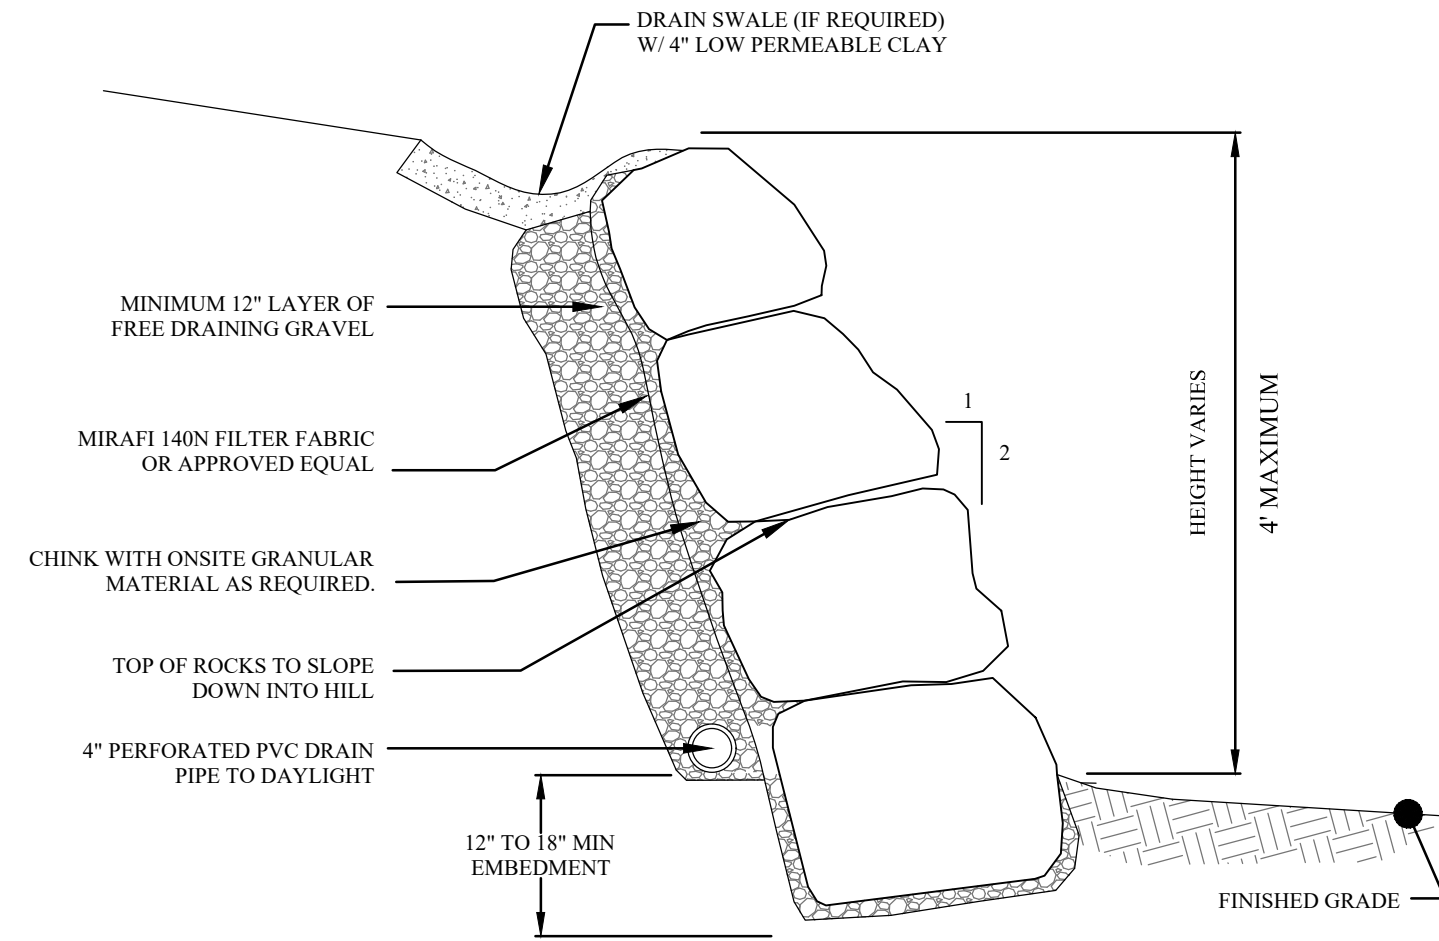 DRAIN SWALE (IF REQUIRED)
W/ 4" LOW PERMEABLE CLAY
MINIMUM 12" LAYER OF
FREE DRAINING GRAVEL
MIRAFI 140N FILTER FABRIC
OR APPROVED EQUAL
CHINK WITH ONSITE GRANULAR
MATERIAL AS REQUIRED.
TOP OF ROCKS TO SLOPE
DOWN INTO HILL
4" PERFORATED PVC DRAIN
PIPE TO DAYLIGHT
12" TO 18" MIN
EMBEDMENT
1
2
HEIGHT VARIES
4' MAXIMUM
FINISHED GRADE